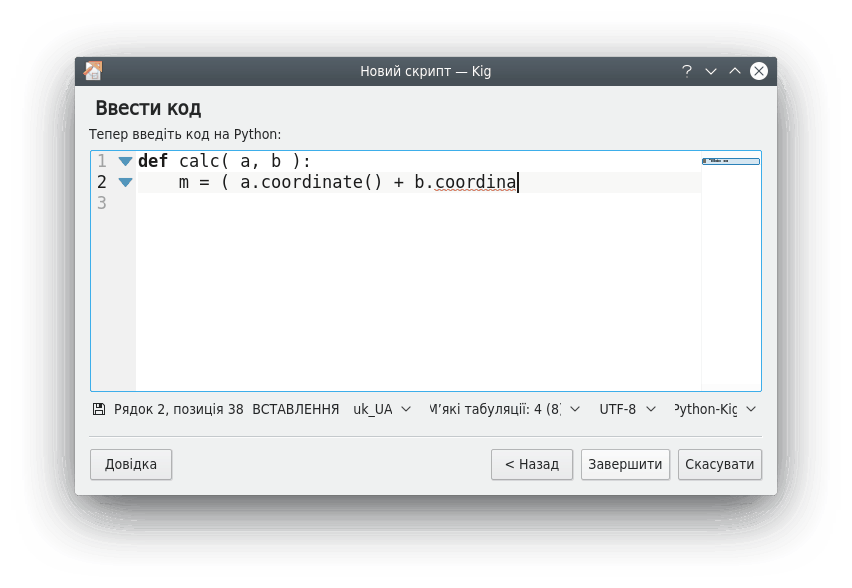 Новий скрипт — Kig
Ввести код
Тепер введіть код на Python:
1 def calc( a, b ):
2 m = ( a.coordinate() + b.coordina
3
Рядок 2, позиція 38 ВСТАВЛЕННЯ uk_UA М’які табуляції: 4 (8) UTF-8 Python-Kig
Довідка < Назад Завершити Скасувати